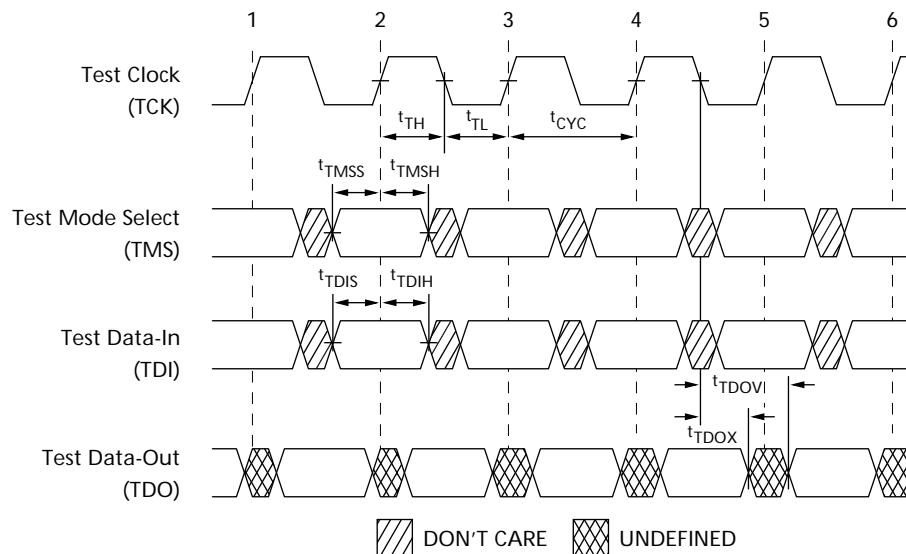 1 2 3 4 5 6
Test Clock
(TCK)
tTH tTL tCYC
tTMSS tTMSH
Test Mode Select
(TMS)
tTDIS tTDIH
Test Data-In
(TDI)
tTDOV
tTDOX
Test Data-Out
(TDO)
DON'T CARE UNDEFINED